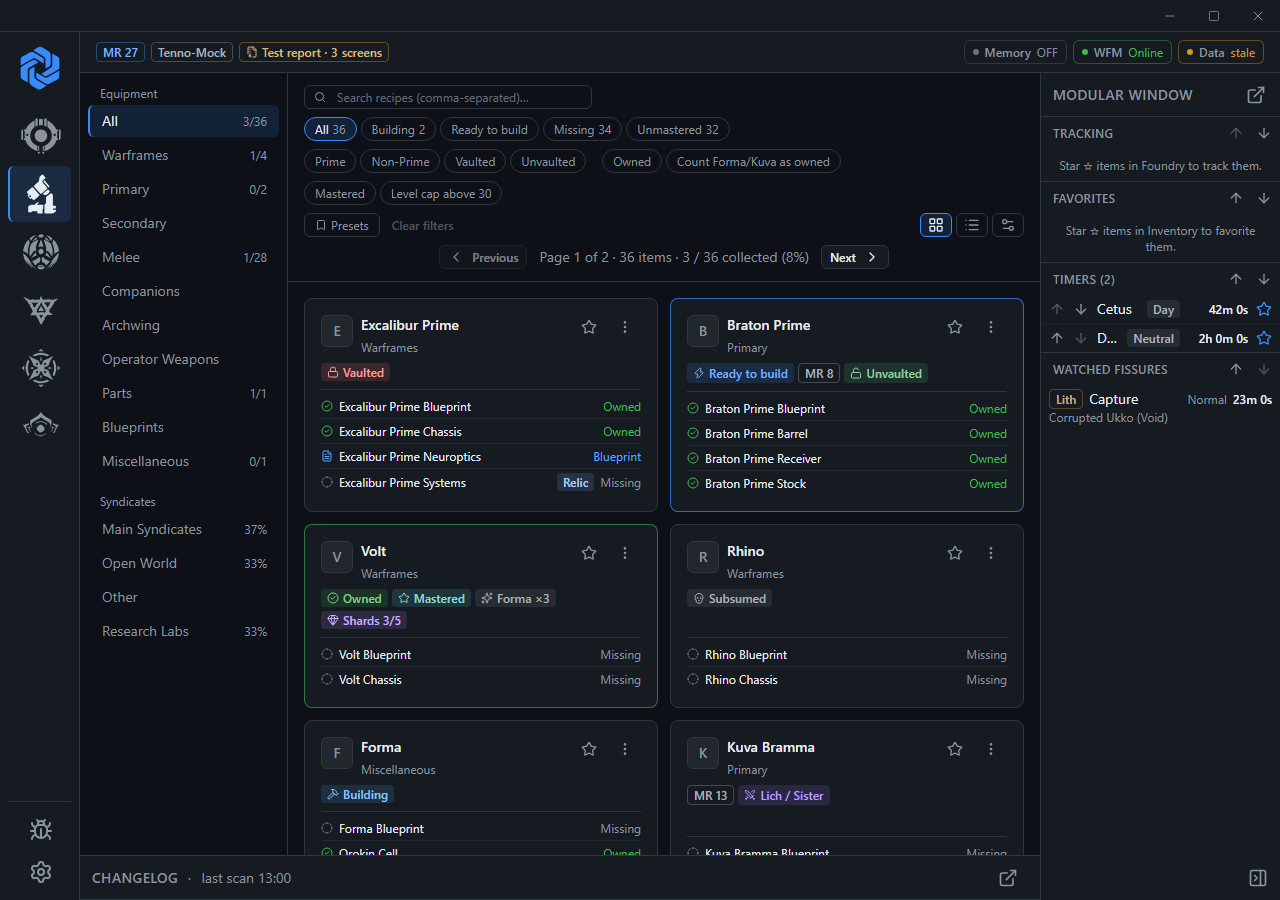 MR 27
Tenno-Mock
Test report · 3 screens
Memory OFF
WFM Online
Data stale
Equipment
All 3/36
Warframes 1/4
Primary 0/2
Secondary
Melee 1/28
Companions
Archwing
Operator Weapons
Parts 1/1
Blueprints
Miscellaneous 0/1
Syndicates
Main Syndicates 37%
Open World 33%
Other
Research Labs 33%
Search recipes (comma-separated)...
All 36
Building 2
Ready to build
Missing 34
Unmastered 32
Prime
Non-Prime
Vaulted
Unvaulted
Owned
Count Forma/Kuva as owned
Mastered
Level cap above 30
Presets
Clear filters
Previous
Page 1 of 2 · 36 items · 3 / 36 collected (8%)
Next
E
Excalibur Prime
Warframes
Vaulted
Excalibur Prime Blueprint Owned
Excalibur Prime Chassis Owned
Excalibur Prime Neuroptics Blueprint
Excalibur Prime Systems Relic Missing
B
Braton Prime
Primary
Ready to build MR 8 Unvaulted
Braton Prime Blueprint Owned
Braton Prime Barrel Owned
Braton Prime Receiver Owned
Braton Prime Stock Owned
V
Volt
Warframes
Owned Mastered Forma ×3
Shards 3/5
Volt Blueprint Missing
Volt Chassis Missing
R
Rhino
Warframes
Subsumed
Rhino Blueprint Missing
Rhino Chassis Missing
F
Forma
Miscellaneous
Building
Forma Blueprint Missing
Orokin Cell Owned
K
Kuva Bramma
Primary
MR 13 Lich / Sister
Kuva Bramma Blueprint Missing
CHANGELOG · last scan 13:00
MODULAR WINDOW
TRACKING
Star ☆ items in Foundry to track them.
FAVORITES
Star ☆ items in Inventory to favorite
them.
TIMERS (2)
Cetus Day 42m 0s
D... Neutral 2h 0m 0s
WATCHED FISSURES
Lith Capture Normal 23m 0s
Corrupted Ukko (Void)